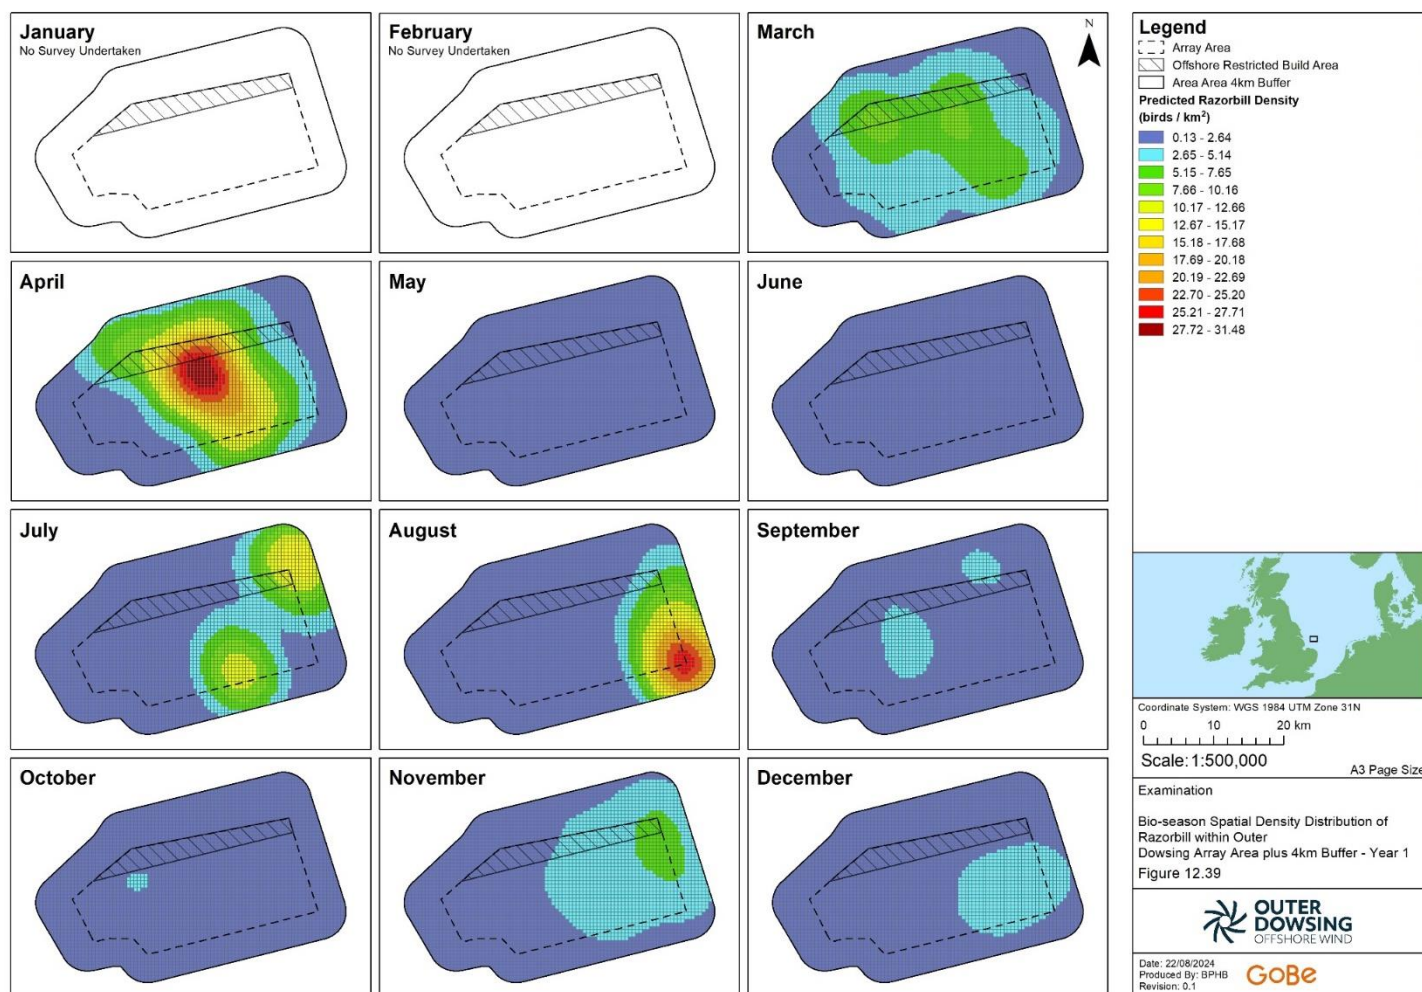 January
No Survey Undertaken
February
No Survey Undertaken
March
N
April
May
June
July
August
September
October
November
December
Legend
Array Area
Offshore Restricted Build Area
Area Area 4km Buffer
Predicted Razorbill Density
(birds / km²)
0.13 - 2.64
2.65 - 5.14
5.15 - 7.65
7.66 - 10.16
10.17 - 12.66
12.67 - 15.17
15.18 - 17.68
17.69 - 20.18
20.19 - 22.69
22.70 - 25.20
25.21 - 27.71
27.72 - 31.48
Coordinate System: WGS 1984 UTM Zone 31N
0 10 20 km
Scale: 1:500,000
A3 Page Size
Examination
Bio-season Spatial Density Distribution of
Razorbill within Outer
Dowsing Array Area plus 4km Buffer - Year 1
Figure 12.39
OUTER
DOWSING
OFFSHORE WIND
Date: 22/08/2024
Produced By: BPHB
Revision: 0.1
GoBe